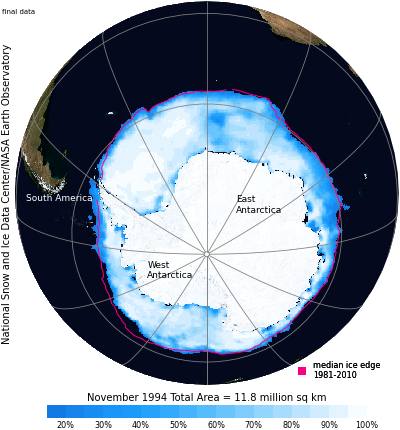 final data
National Snow and Ice Data Center/NASA Earth Observatory
South America
East
Antarctica
West
Antarctica
median ice edge
1981-2010
November 1994 Total Area = 11.8 million sq km
20% 30% 40% 50% 60% 70% 80% 90% 100%